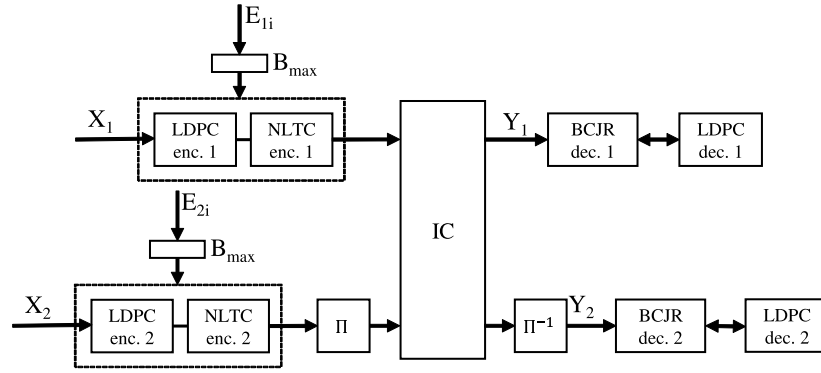 E1i
Bmax
X1
LDPC
enc. 1
NLTC
enc. 1
Y1
BCJR
dec. 1
LDPC
dec. 1
IC
E2i
Bmax
X2
LDPC
enc. 2
NLTC
enc. 2
Π
Π−1
Y2
BCJR
dec. 2
LDPC
dec. 2